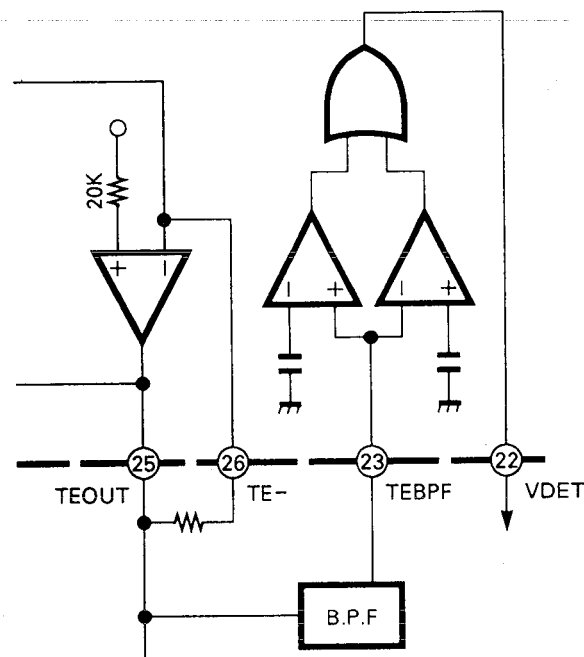 20K
+ −
− + − +
25 26 23 22
TEOUT TE− TEBPF VDET
B.P.F